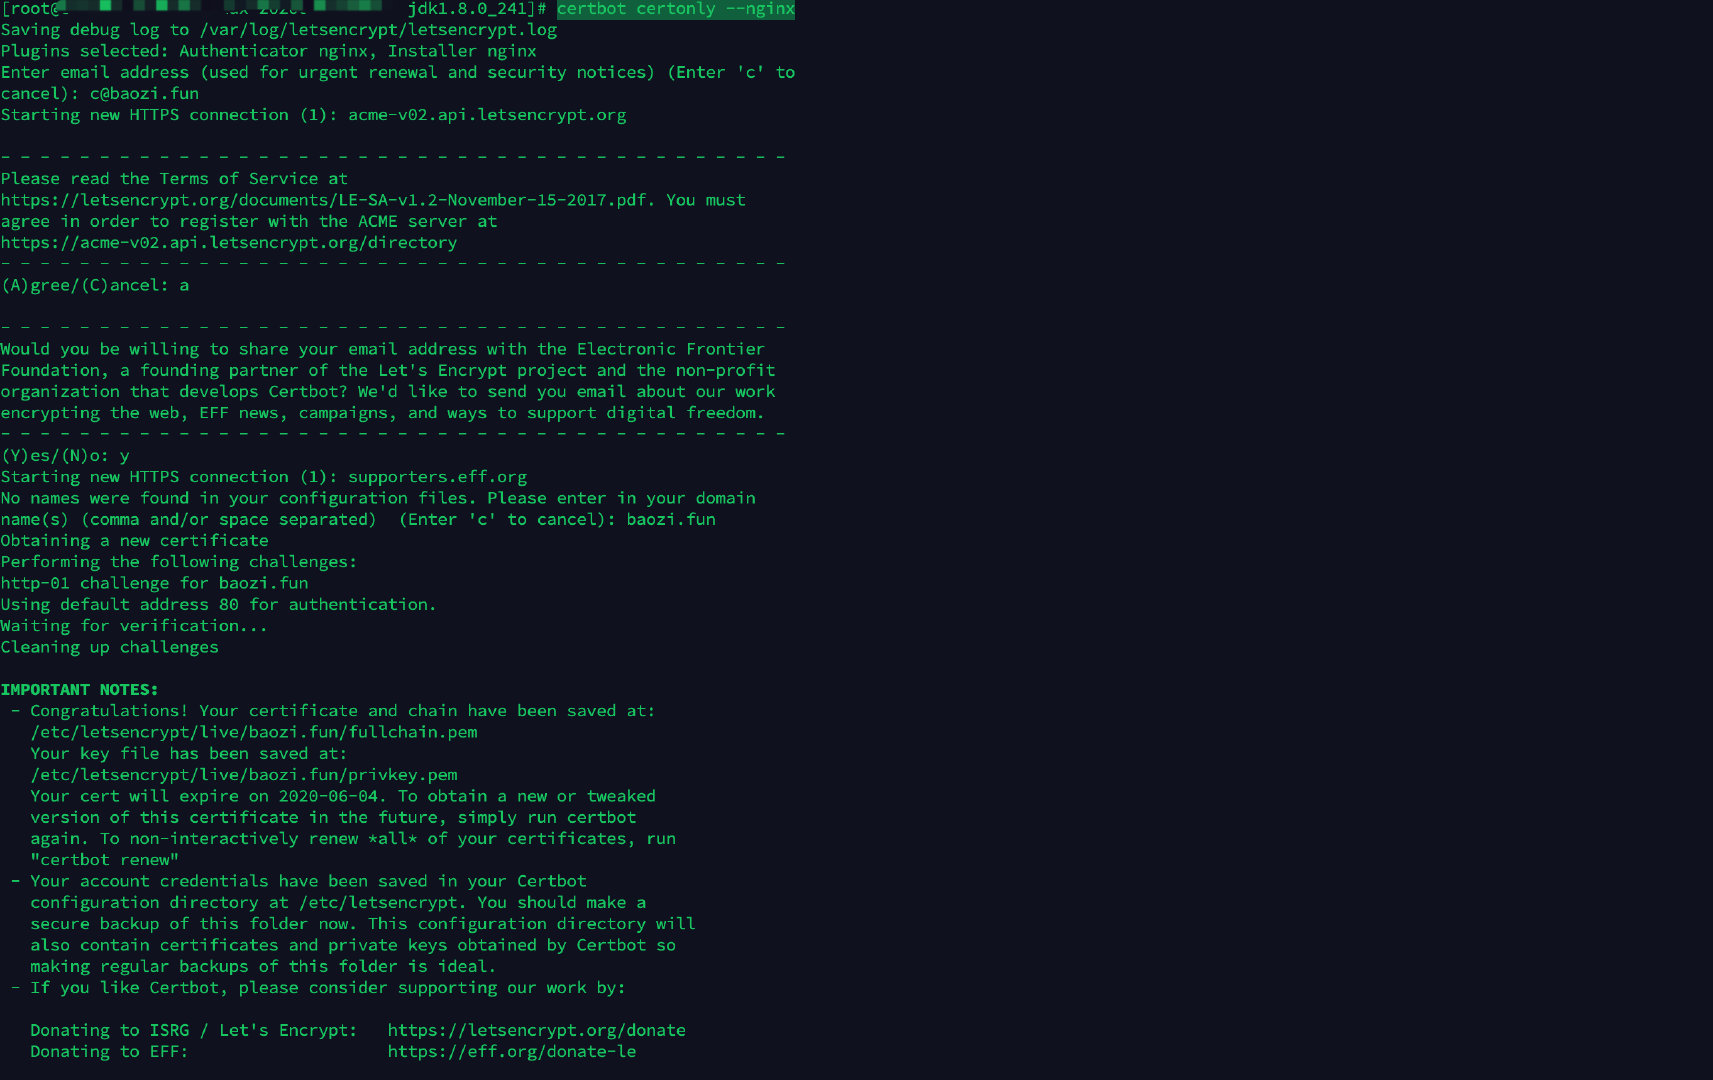 [root@ jdk1.8.0_241]# certbot certonly --nginx
Saving debug log to /var/log/letsencrypt/letsencrypt.log
Plugins selected: Authenticator nginx, Installer nginx
Enter email address (used for urgent renewal and security notices) (Enter 'c' to
cancel): c@baozi.fun
Starting new HTTPS connection (1): acme-v02.api.letsencrypt.org
- - - - - - - - - - - - - - - - - - - - - - - - - - - - - - - - - - - - - - - -
Please read the Terms of Service at
https://letsencrypt.org/documents/LE-SA-v1.2-November-15-2017.pdf. You must
agree in order to register with the ACME server at
https://acme-v02.api.letsencrypt.org/directory
- - - - - - - - - - - - - - - - - - - - - - - - - - - - - - - - - - - - - - - -
(A)gree/(C)ancel: a
- - - - - - - - - - - - - - - - - - - - - - - - - - - - - - - - - - - - - - - -
Would you be willing to share your email address with the Electronic Frontier
Foundation, a founding partner of the Let's Encrypt project and the non-profit
organization that develops Certbot? We'd like to send you email about our work
encrypting the web, EFF news, campaigns, and ways to support digital freedom.
- - - - - - - - - - - - - - - - - - - - - - - - - - - - - - - - - - - - - - - -
(Y)es/(N)o: y
Starting new HTTPS connection (1): supporters.eff.org
No names were found in your configuration files. Please enter in your domain
name(s) (comma and/or space separated)  (Enter 'c' to cancel): baozi.fun
Obtaining a new certificate
Performing the following challenges:
http-01 challenge for baozi.fun
Using default address 80 for authentication.
Waiting for verification...
Cleaning up challenges
IMPORTANT NOTES:
 - Congratulations! Your certificate and chain have been saved at:
   /etc/letsencrypt/live/baozi.fun/fullchain.pem
   Your key file has been saved at:
   /etc/letsencrypt/live/baozi.fun/privkey.pem
   Your cert will expire on 2020-06-04. To obtain a new or tweaked
   version of this certificate in the future, simply run certbot
   again. To non-interactively renew *all* of your certificates, run
   "certbot renew"
 - Your account credentials have been saved in your Certbot
   configuration directory at /etc/letsencrypt. You should make a
   secure backup of this folder now. This configuration directory will
   also contain certificates and private keys obtained by Certbot so
   making regular backups of this folder is ideal.
 - If you like Certbot, please consider supporting our work by:
   Donating to ISRG / Let's Encrypt:   https://letsencrypt.org/donate
   Donating to EFF:                    https://eff.org/donate-le